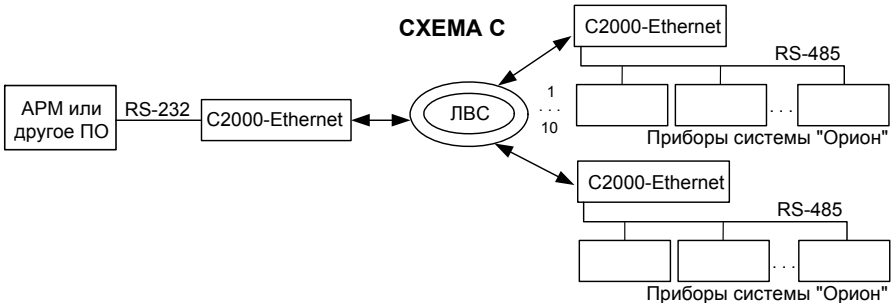 СХЕМА С
С2000-Ethernet
RS-485
. . .
Приборы системы "Орион"
АРМ или
другое ПО
RS-232
С2000-Ethernet
ЛВС
1
. . .
10
С2000-Ethernet
RS-485
. . .
Приборы системы "Орион"